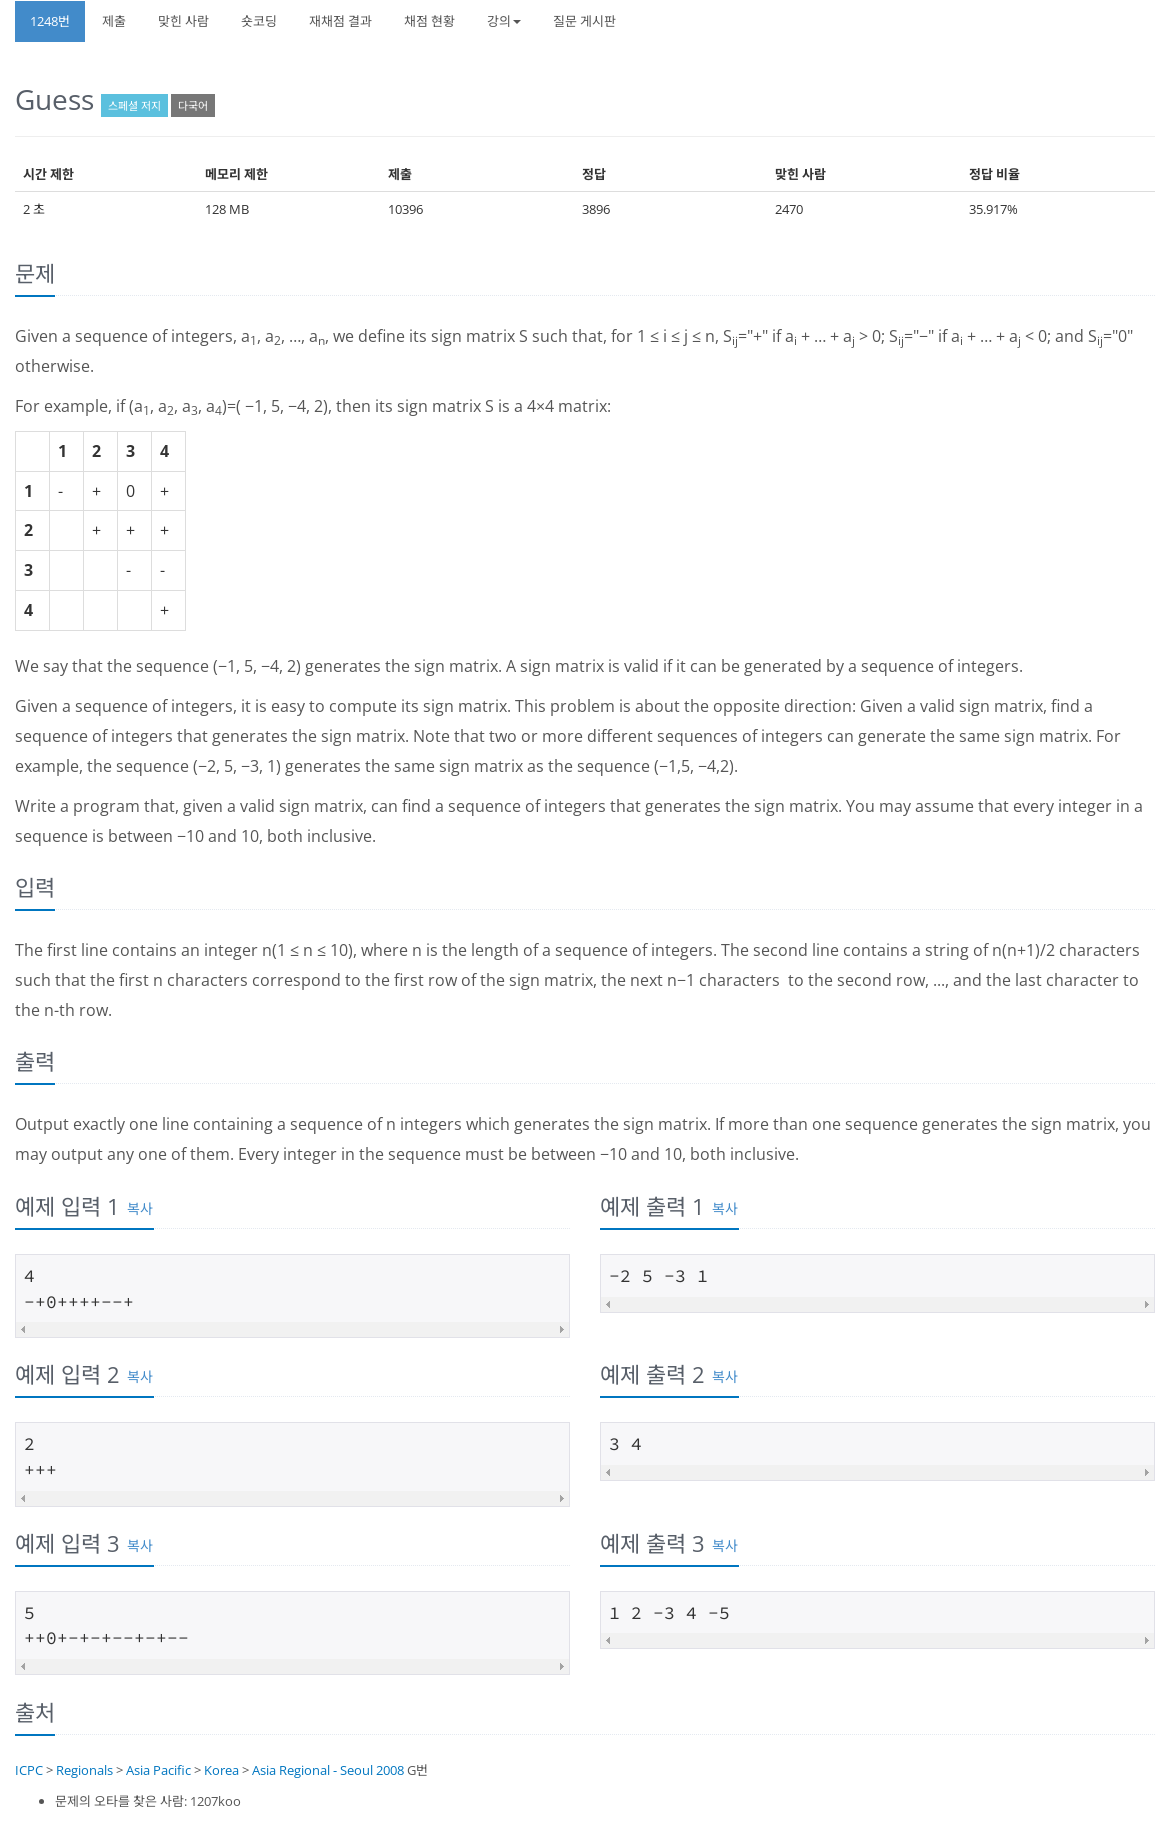 1248번 제출 맞힌 사람 숏코딩 재채점 결과 채점 현황 강의 질문 게시판
Guess 스페셜 저지 다국어
시간 제한 메모리 제한 제출 정답 맞힌 사람 정답 비율
2 초 128 MB 10396 3896 2470 35.917%
문제
Given a sequence of integers, a1, a2, ..., an, we define its sign matrix S such that, for 1 ≤ i ≤ j ≤ n, Sij="+" if ai + ... + aj > 0; Sij="−" if ai + ... + aj < 0; and Sij="0"
otherwise.
For example, if (a1, a2, a3, a4)=( −1, 5, −4, 2), then its sign matrix S is a 4×4 matrix:
1 2 3 4
1 - + 0 +
2 + + +
3 - -
4 +
We say that the sequence (−1, 5, −4, 2) generates the sign matrix. A sign matrix is valid if it can be generated by a sequence of integers.
Given a sequence of integers, it is easy to compute its sign matrix. This problem is about the opposite direction: Given a valid sign matrix, find a
sequence of integers that generates the sign matrix. Note that two or more different sequences of integers can generate the same sign matrix. For
example, the sequence (−2, 5, −3, 1) generates the same sign matrix as the sequence (−1,5, −4,2).
Write a program that, given a valid sign matrix, can find a sequence of integers that generates the sign matrix. You may assume that every integer in a
sequence is between −10 and 10, both inclusive.
입력
The first line contains an integer n(1 ≤ n ≤ 10), where n is the length of a sequence of integers. The second line contains a string of n(n+1)/2 characters
such that the first n characters correspond to the first row of the sign matrix, the next n−1 characters  to the second row, ..., and the last character to
the n-th row.
출력
Output exactly one line containing a sequence of n integers which generates the sign matrix. If more than one sequence generates the sign matrix, you
may output any one of them. Every integer in the sequence must be between −10 and 10, both inclusive.
예제 입력 1 복사
4
-+0++++--+
예제 출력 1 복사
-2 5 -3 1
예제 입력 2 복사
2
+++
예제 출력 2 복사
3 4
예제 입력 3 복사
5
++0+-+-+--+-+--
예제 출력 3 복사
1 2 -3 4 -5
출처
ICPC > Regionals > Asia Pacific > Korea > Asia Regional - Seoul 2008 G번
• 문제의 오타를 찾은 사람: 1207koo